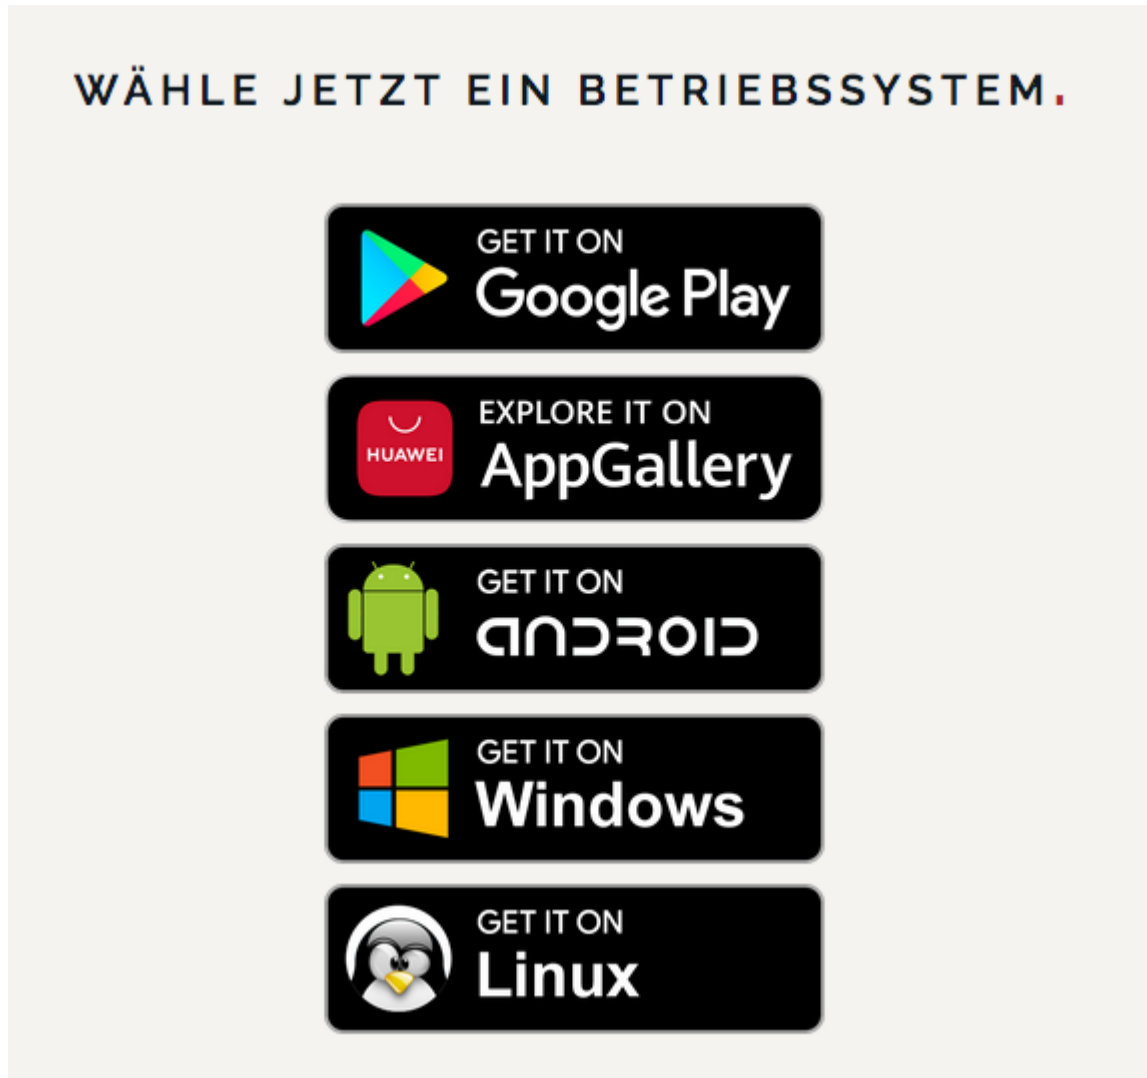 WÄHLE JETZT EIN BETRIEBSSYSTEM.
GET IT ON
Google Play
HUAWEI
EXPLORE IT ON
AppGallery
GET IT ON
ANDROID
GET IT ON
Windows
GET IT ON
Linux